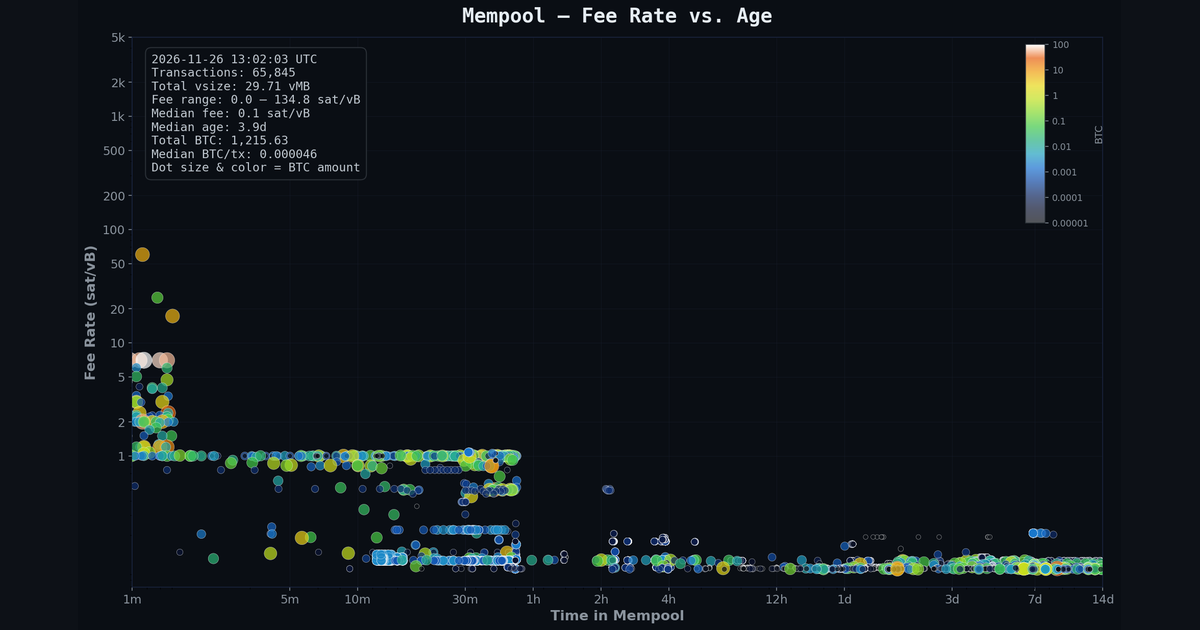 Mempool — Fee Rate vs. Age
2026-11-26 13:02:03 UTC
Transactions: 65,845
Total vsize: 29.71 vMB
Fee range: 0.0 – 134.8 sat/vB
Median fee: 0.1 sat/vB
Median age: 3.9d
Total BTC: 1,215.63
Median BTC/tx: 0.000046
Dot size & color = BTC amount
100
10
1
0.1
0.01
0.001
0.0001
0.00001
BTC
Fee Rate (sat/vB)
5k
2k
1k
500
200
100
50
20
10
5
2
1
1m
5m
10m
30m
1h
2h
4h
12h
1d
3d
7d
14d
Time in Mempool